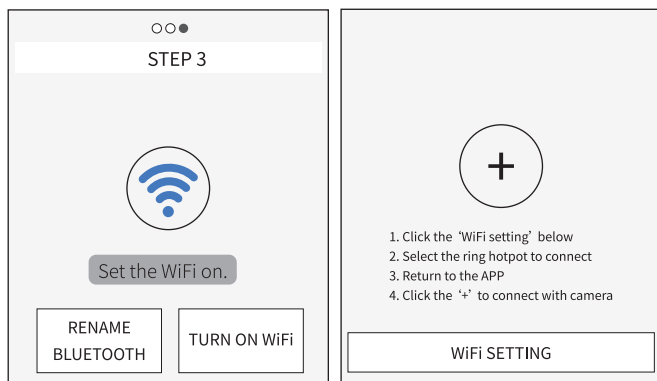 STEP 3
Set the WiFi on.
RENAME
BLUETOOTH
TURN ON WiFi
+
1. Click the ‘WiFi setting’ below
2. Select the ring hotpot to connect
3. Return to the APP
4. Click the ‘+’ to connect with camera
WiFi SETTING